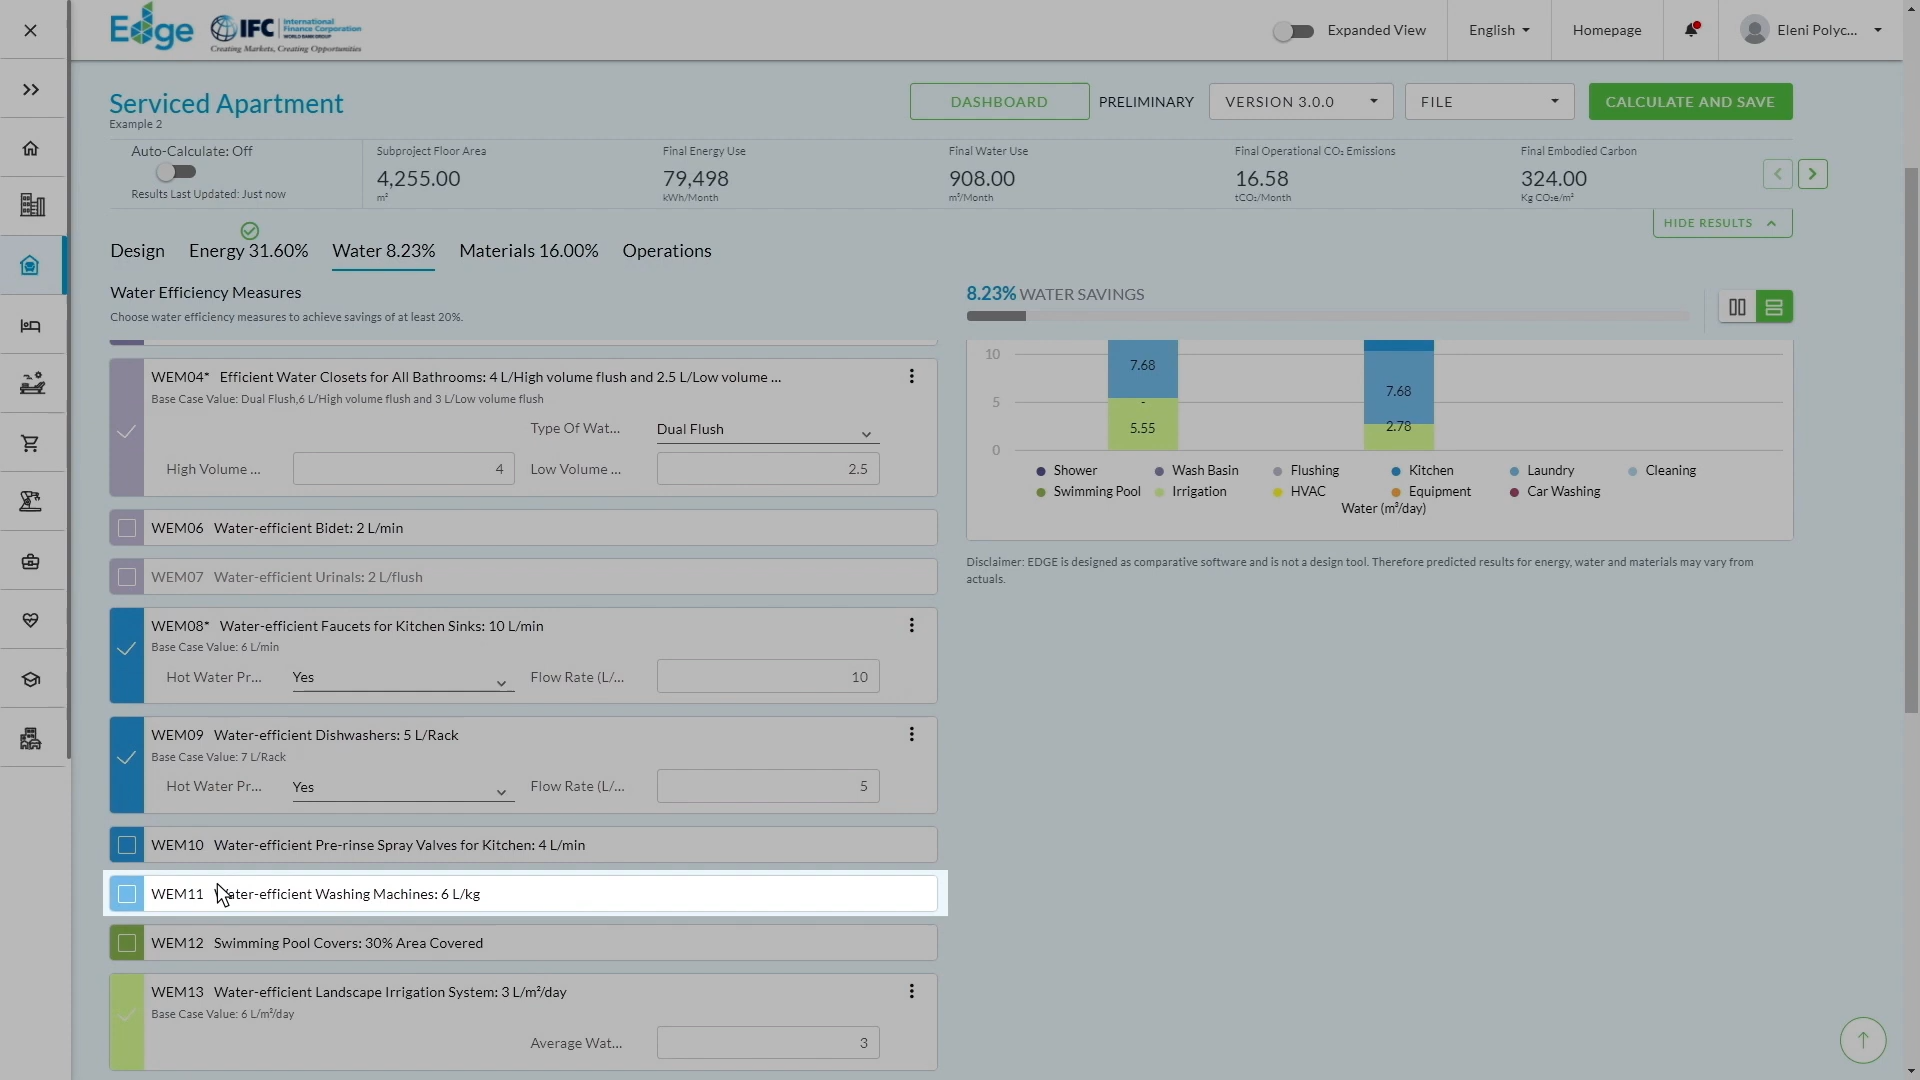 Edge
IFC International
Finance Corporation
WORLD BANK GROUP
Creating Markets, Creating Opportunities
Expanded View
English
Homepage
Eleni Polyc...
Serviced Apartment
Example 2
DASHBOARD
PRELIMINARY
VERSION 3.0.0
FILE
CALCULATE AND SAVE
Auto-Calculate: Off
Results Last Updated: Just now
Subproject Floor Area
4,255.00
m²
Final Energy Use
79,498
kWh/Month
Final Water Use
908.00
m³/Month
Final Operational CO₂ Emissions
16.58
tCO₂/Month
Final Embodied Carbon
324.00
Kg CO₂e/m²
HIDE RESULTS
Design
Energy 31.60%
Water 8.23%
Materials 16.00%
Operations
Water Efficiency Measures
Choose water efficiency measures to achieve savings of at least 20%.
8.23% WATER SAVINGS
WEM04* Efficient Water Closets for All Bathrooms: 4 L/High volume flush and 2.5 L/Low volume ...
Base Case Value: Dual Flush,6 L/High volume flush and 3 L/Low volume flush
Type Of Wat... Dual Flush
High Volume ... 4 Low Volume ... 2.5
WEM06 Water-efficient Bidet: 2 L/min
WEM07 Water-efficient Urinals: 2 L/flush
WEM08* Water-efficient Faucets for Kitchen Sinks: 10 L/min
Base Case Value: 6 L/min
Hot Water Pr... Yes Flow Rate (L/... 10
WEM09 Water-efficient Dishwashers: 5 L/Rack
Base Case Value: 7 L/Rack
Hot Water Pr... Yes Flow Rate (L/... 5
WEM10 Water-efficient Pre-rinse Spray Valves for Kitchen: 4 L/min
WEM11 Water-efficient Washing Machines: 6 L/kg
WEM12 Swimming Pool Covers: 30% Area Covered
WEM13 Water-efficient Landscape Irrigation System: 3 L/m²/day
Base Case Value: 6 L/m²/day
Average Wat... 3
10
7.68
7.68
5
-
5.55
2.78
0
Shower Wash Basin Flushing Kitchen Laundry Cleaning
Swimming Pool Irrigation HVAC Equipment Car Washing
Water (m³/day)
Disclaimer: EDGE is designed as comparative software and is not a design tool. Therefore predicted results for energy, water and materials may vary from
actuals.